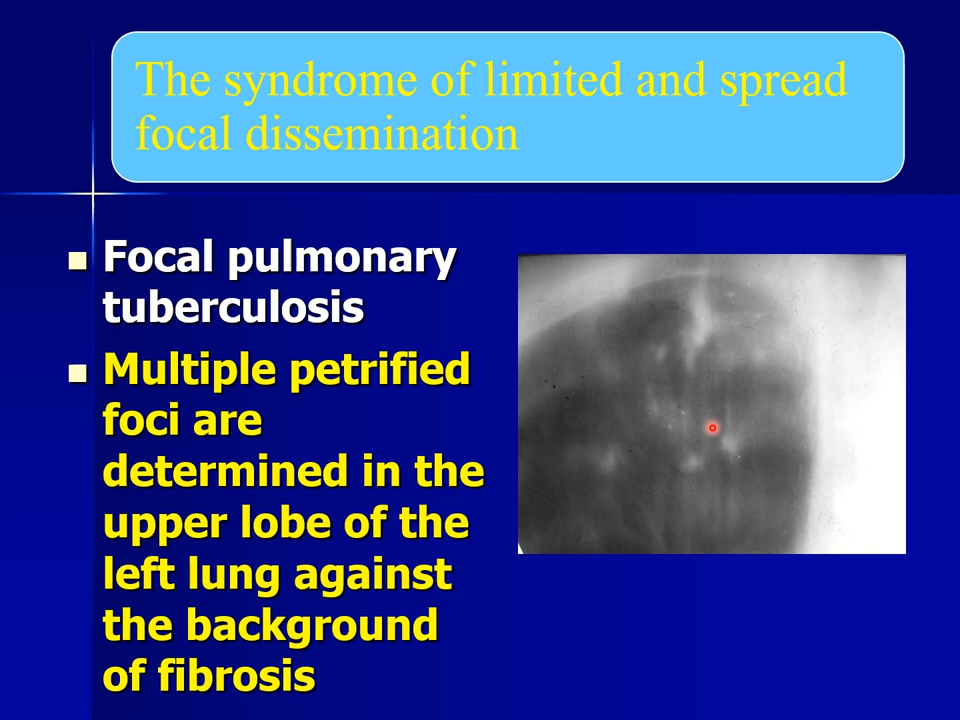 The syndrome of limited and spread
focal dissemination
Focal pulmonary
tuberculosis
Multiple petrified
foci are
determined in the
upper lobe of the
left lung against
the background
of fibrosis